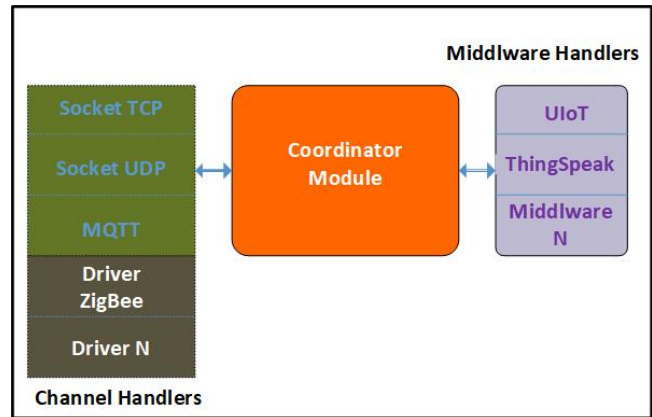 Middlware Handlers
Socket TCP
Socket UDP
MQTT
Driver
ZigBee
Driver N
Channel Handlers
Coordinator
Module
UIoT
ThingSpeak
Middlware
N